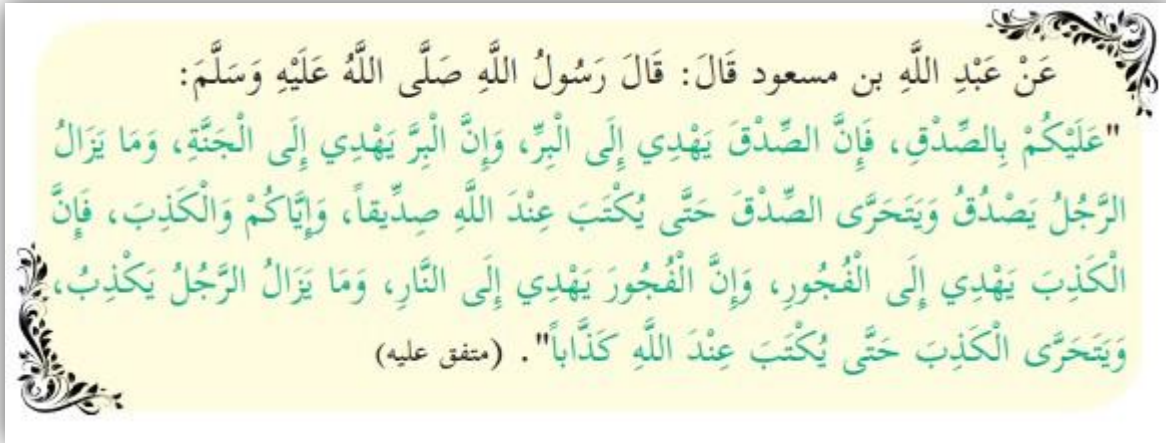 عَنْ عَبْدِ اللَّهِ بن مسعود قَالَ: قَالَ رَسُولُ اللَّهِ صَلَّى اللَّهُ عَلَيْهِ وَسَلَّمَ:
"عَلَيْكُمْ بِالصِّدْقِ، فَإِنَّ الصِّدْقَ يَهْدِي إِلَى الْبِرِّ، وَإِنَّ الْبِرَّ يَهْدِي إِلَى الْجَنَّةِ، وَمَا يَزَالُ
الرَّجُلُ يَصْدُقُ وَيَتَحَرَّى الصِّدْقَ حَتَّى يُكْتَبَ عِنْدَ اللَّهِ صِدِّيقاً، وَإِيَّاكُمْ وَالْكَذِبَ، فَإِنَّ
الْكَذِبَ يَهْدِي إِلَى الْفُجُورِ، وَإِنَّ الْفُجُورَ يَهْدِي إِلَى النَّارِ، وَمَا يَزَالُ الرَّجُلُ يَكْذِبُ،
وَيَتَحَرَّى الْكَذِبَ حَتَّى يُكْتَبَ عِنْدَ اللَّهِ كَذَّاباً". (متفق عليه)